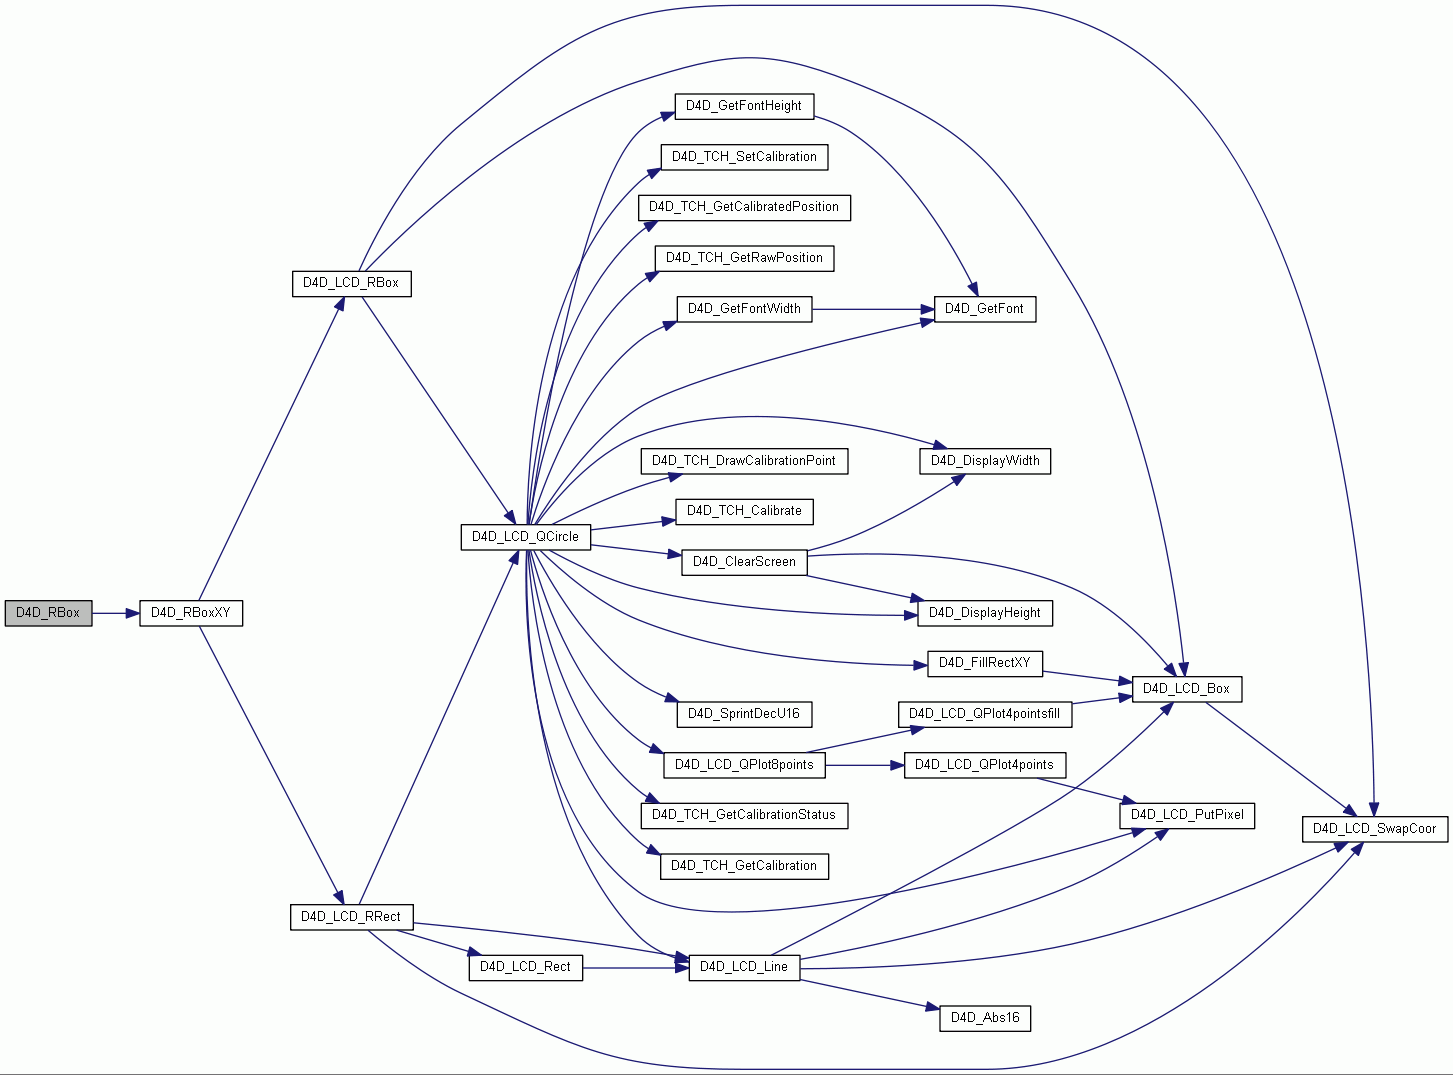 D4D_GetFontHeight
D4D_TCH_SetCalibration
D4D_TCH_GetCalibratedPosition
D4D_TCH_GetRawPosition
D4D_LCD_RBox
D4D_GetFontWidth
D4D_GetFont
D4D_TCH_DrawCalibrationPoint
D4D_DisplayWidth
D4D_TCH_Calibrate
D4D_LCD_QCircle
D4D_ClearScreen
D4D_RBox
D4D_RBoxXY
D4D_DisplayHeight
D4D_FillRectXY
D4D_LCD_Box
D4D_SprintDecU16
D4D_LCD_QPlot4pointsfill
D4D_LCD_QPlot8points
D4D_LCD_QPlot4points
D4D_TCH_GetCalibrationStatus
D4D_LCD_PutPixel
D4D_LCD_SwapCoor
D4D_TCH_GetCalibration
D4D_LCD_RRect
D4D_LCD_Rect
D4D_LCD_Line
D4D_Abs16